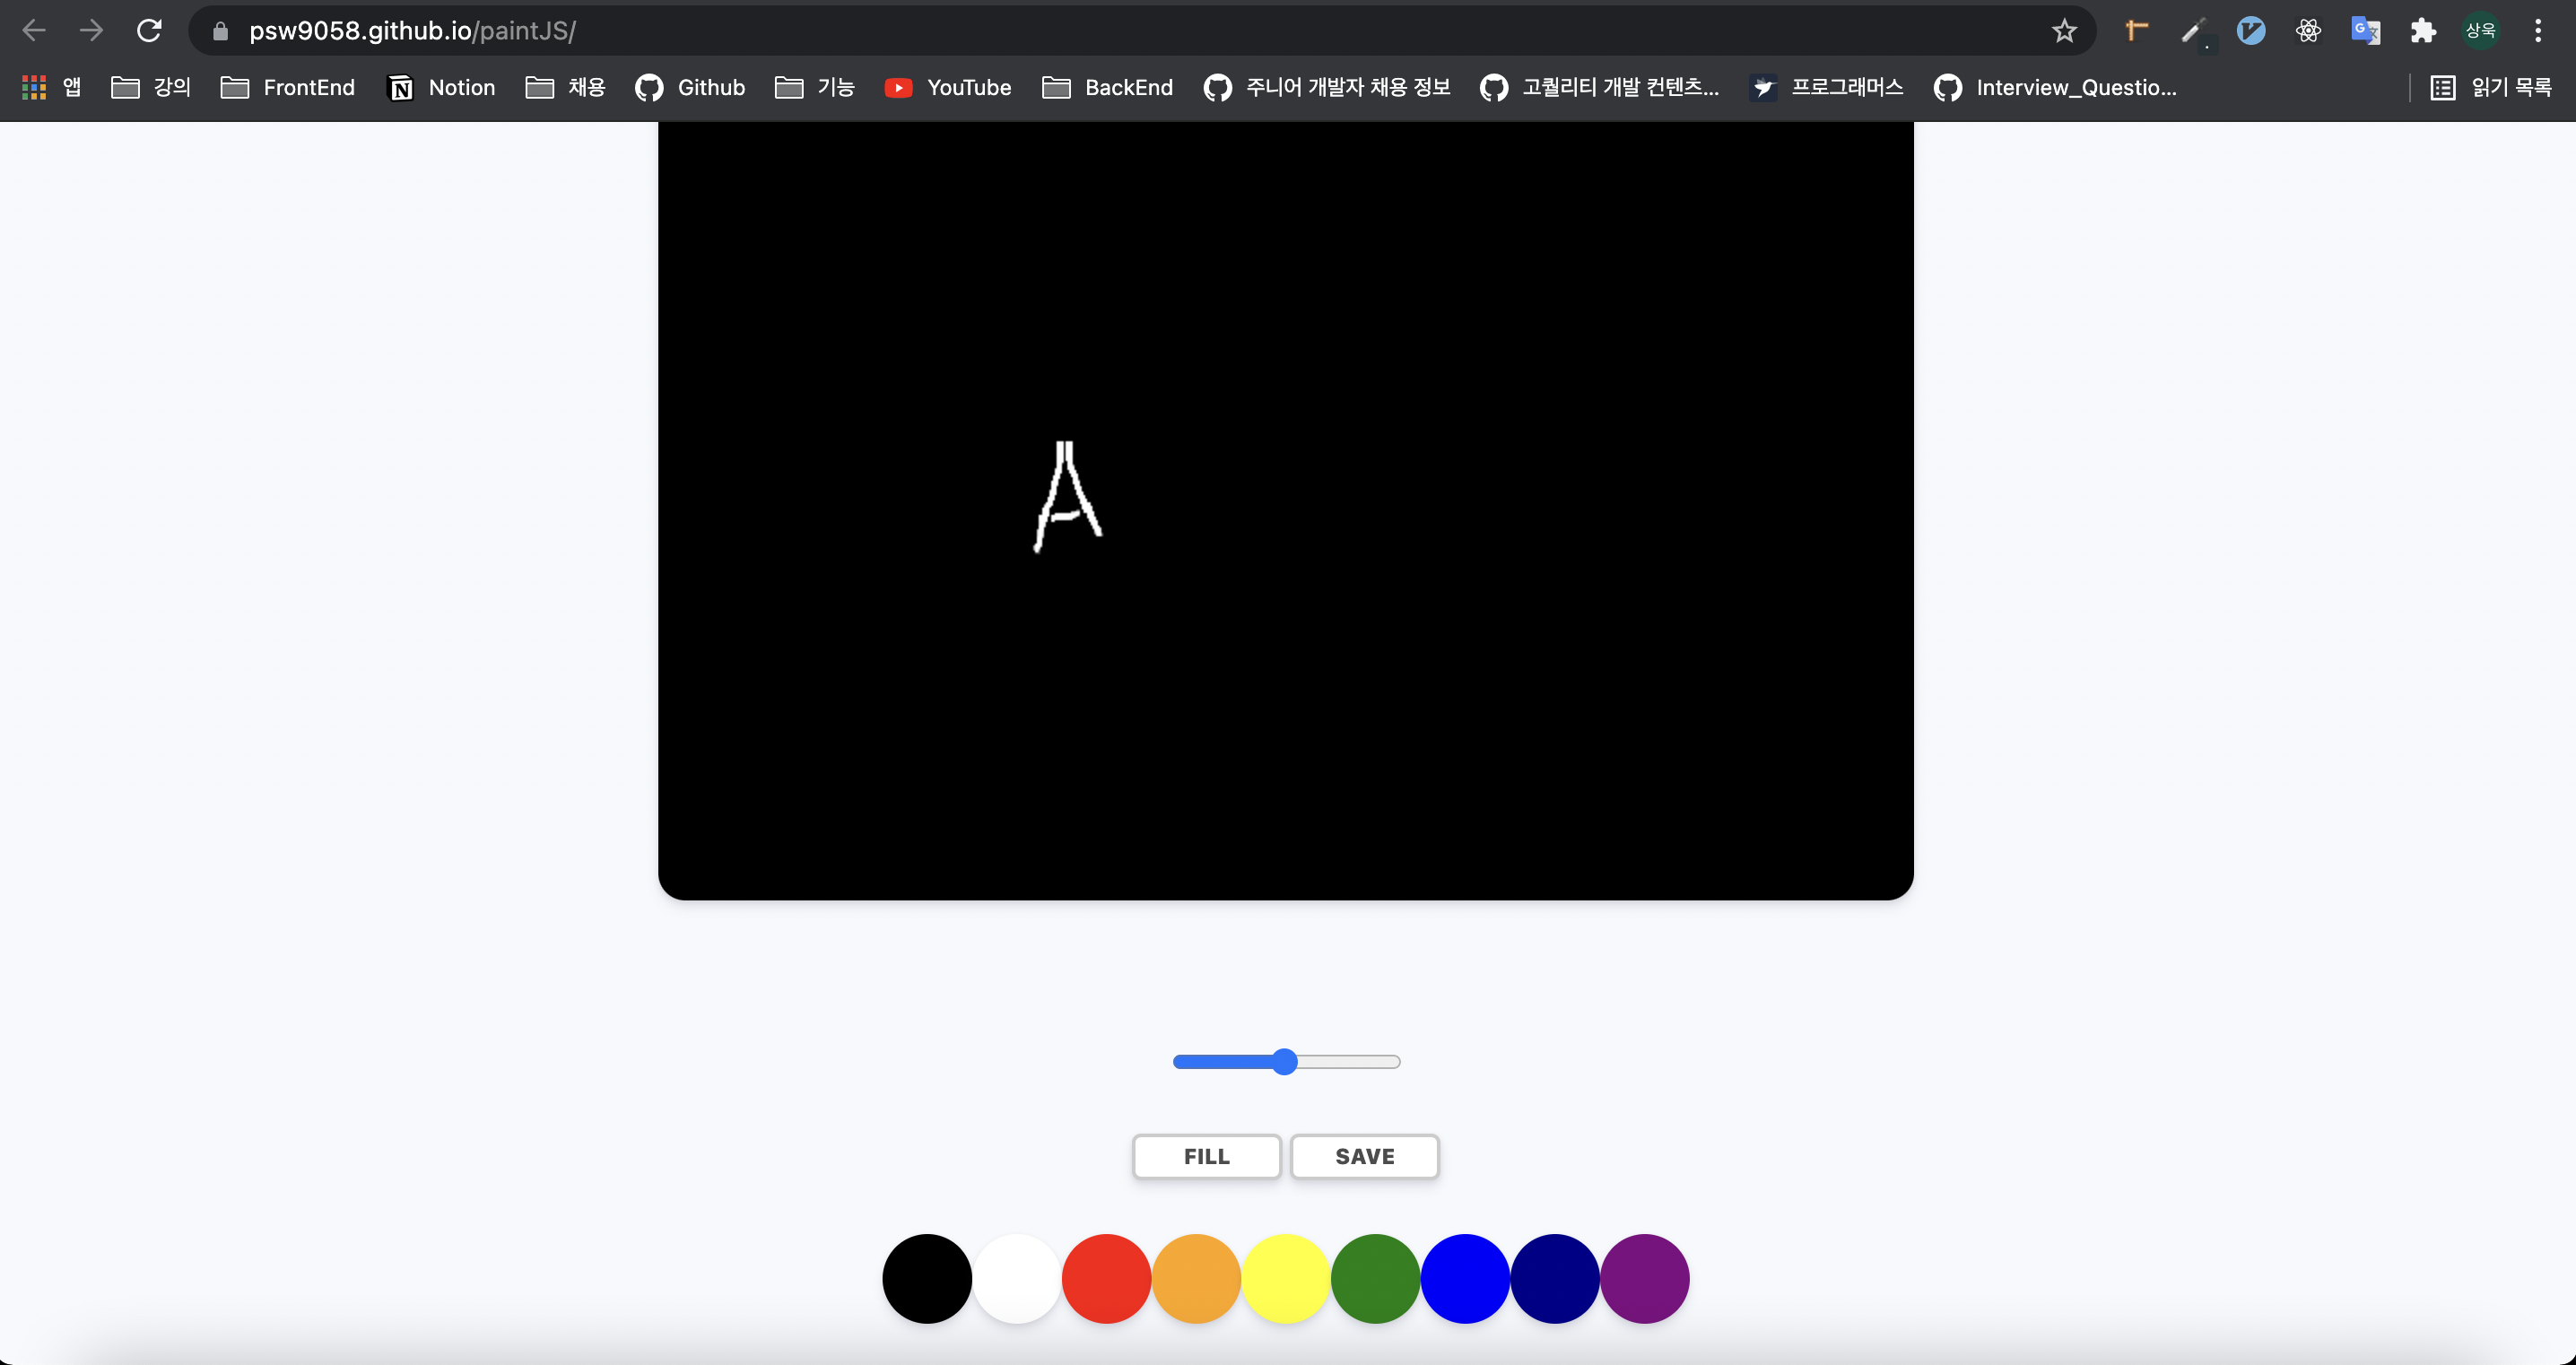 psw9058.github.io/paintJS/
상욱
앱 강의 FrontEnd Notion 채용 Github 기능 YouTube BackEnd 주니어 개발자 채용 정보 고퀄리티 개발 컨텐츠... 프로그래머스 Interview_Questio... 읽기 목록
A
FILL SAVE